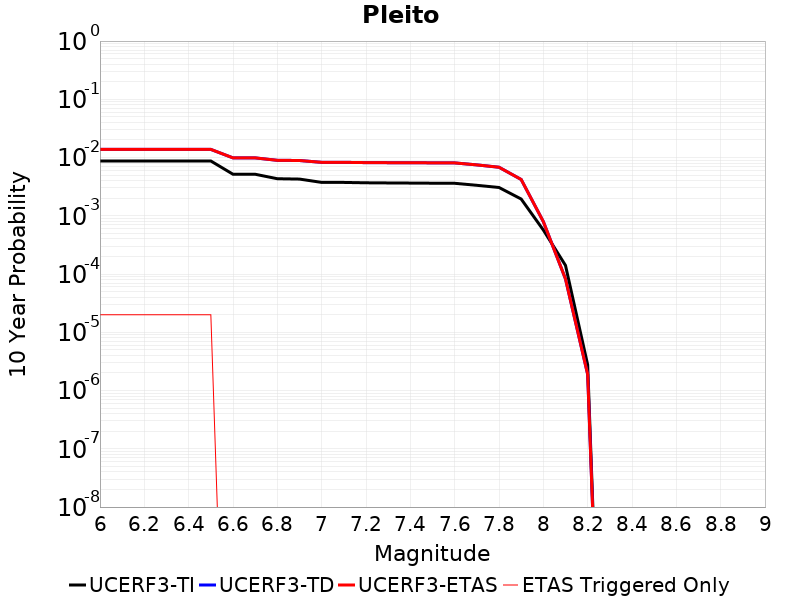 Pleito
10 Year Probability
10^0
10^-1
10^-2
10^-3
10^-4
10^-5
10^-6
10^-7
10^-8
6 6.2 6.4 6.6 6.8 7 7.2 7.4 7.6 7.8 8 8.2 8.4 8.6 8.8 9
Magnitude
UCERF3-TI UCERF3-TD UCERF3-ETAS ETAS Triggered Only